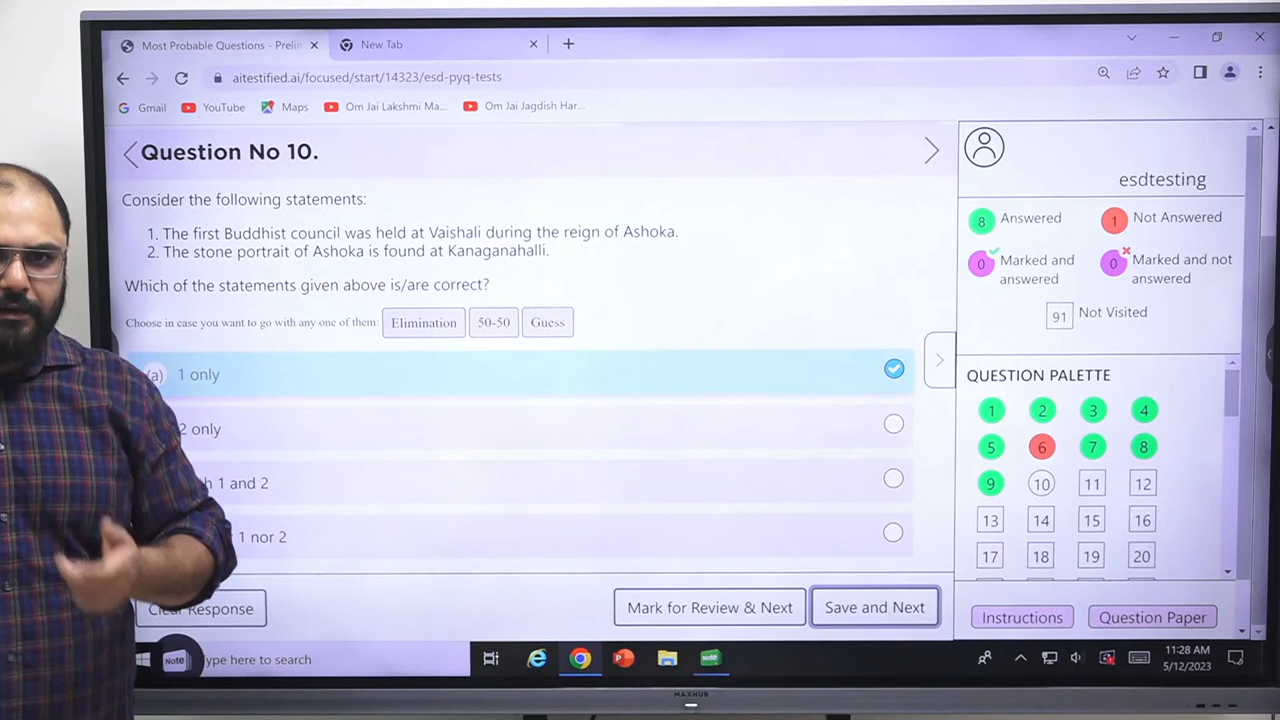 Most Probable Questions - Prelin
New Tab
aitestified.ai/focused/start/14323/esd-pyq-tests
Gmail
YouTube
Maps
Om Jai Lakshmi Ma...
Om Jai Jagdish Har...
Question No 10.
Consider the following statements:
1. The first Buddhist council was held at Vaishali during the reign of Ashoka.
2. The stone portrait of Ashoka is found at Kanaganahalli.
Which of the statements given above is/are correct?
Choose in case you want to go with any one of them: Elimination 50-50 Guess
(a) 1 only
2 only
h 1 and 2
1 nor 2
Clear Response
Mark for Review & Next
Save and Next
esdtesting
8 Answered
1 Not Answered
0 Marked and answered
0 Marked and not answered
91 Not Visited
QUESTION PALETTE
1 2 3 4
5 6 7 8
9 10 11 12
13 14 15 16
17 18 19 20
Instructions
Question Paper
Note
ype here to search
Note
11:28 AM
5/12/2023
MAXHUB